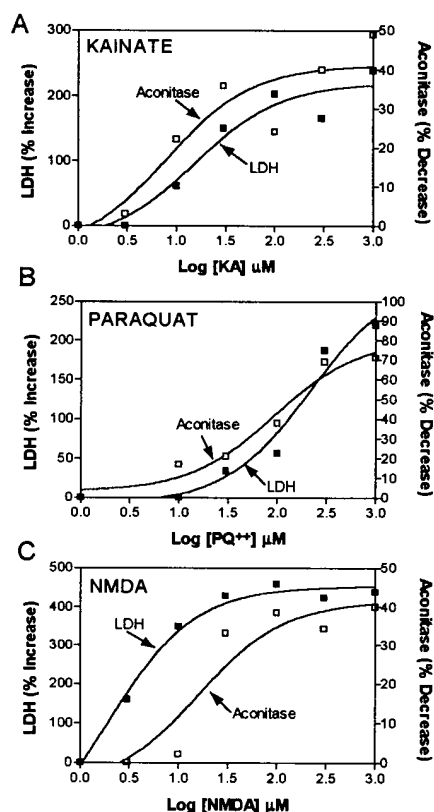 A
KAINATE
LDH (% Increase)
300
200
100
0
Aconitase
LDH
Aconitase (% Decrease)
50
40
30
20
10
0
0.0 0.5 1.0 1.5 2.0 2.5 3.0
Log [KA] µM
B
PARAQUAT
LDH (% Increase)
250
200
150
100
50
0
Aconitase
LDH
Aconitase (% Decrease)
100
90
80
70
60
50
40
30
20
10
0
0.0 0.5 1.0 1.5 2.0 2.5 3.0
Log [PQ++] µM
C
NMDA
LDH (% Increase)
500
400
300
200
100
0
LDH
Aconitase
Aconitase (% Decrease)
50
40
30
20
10
0
0.0 0.5 1.0 1.5 2.0 2.5 3.0
Log [NMDA] µM